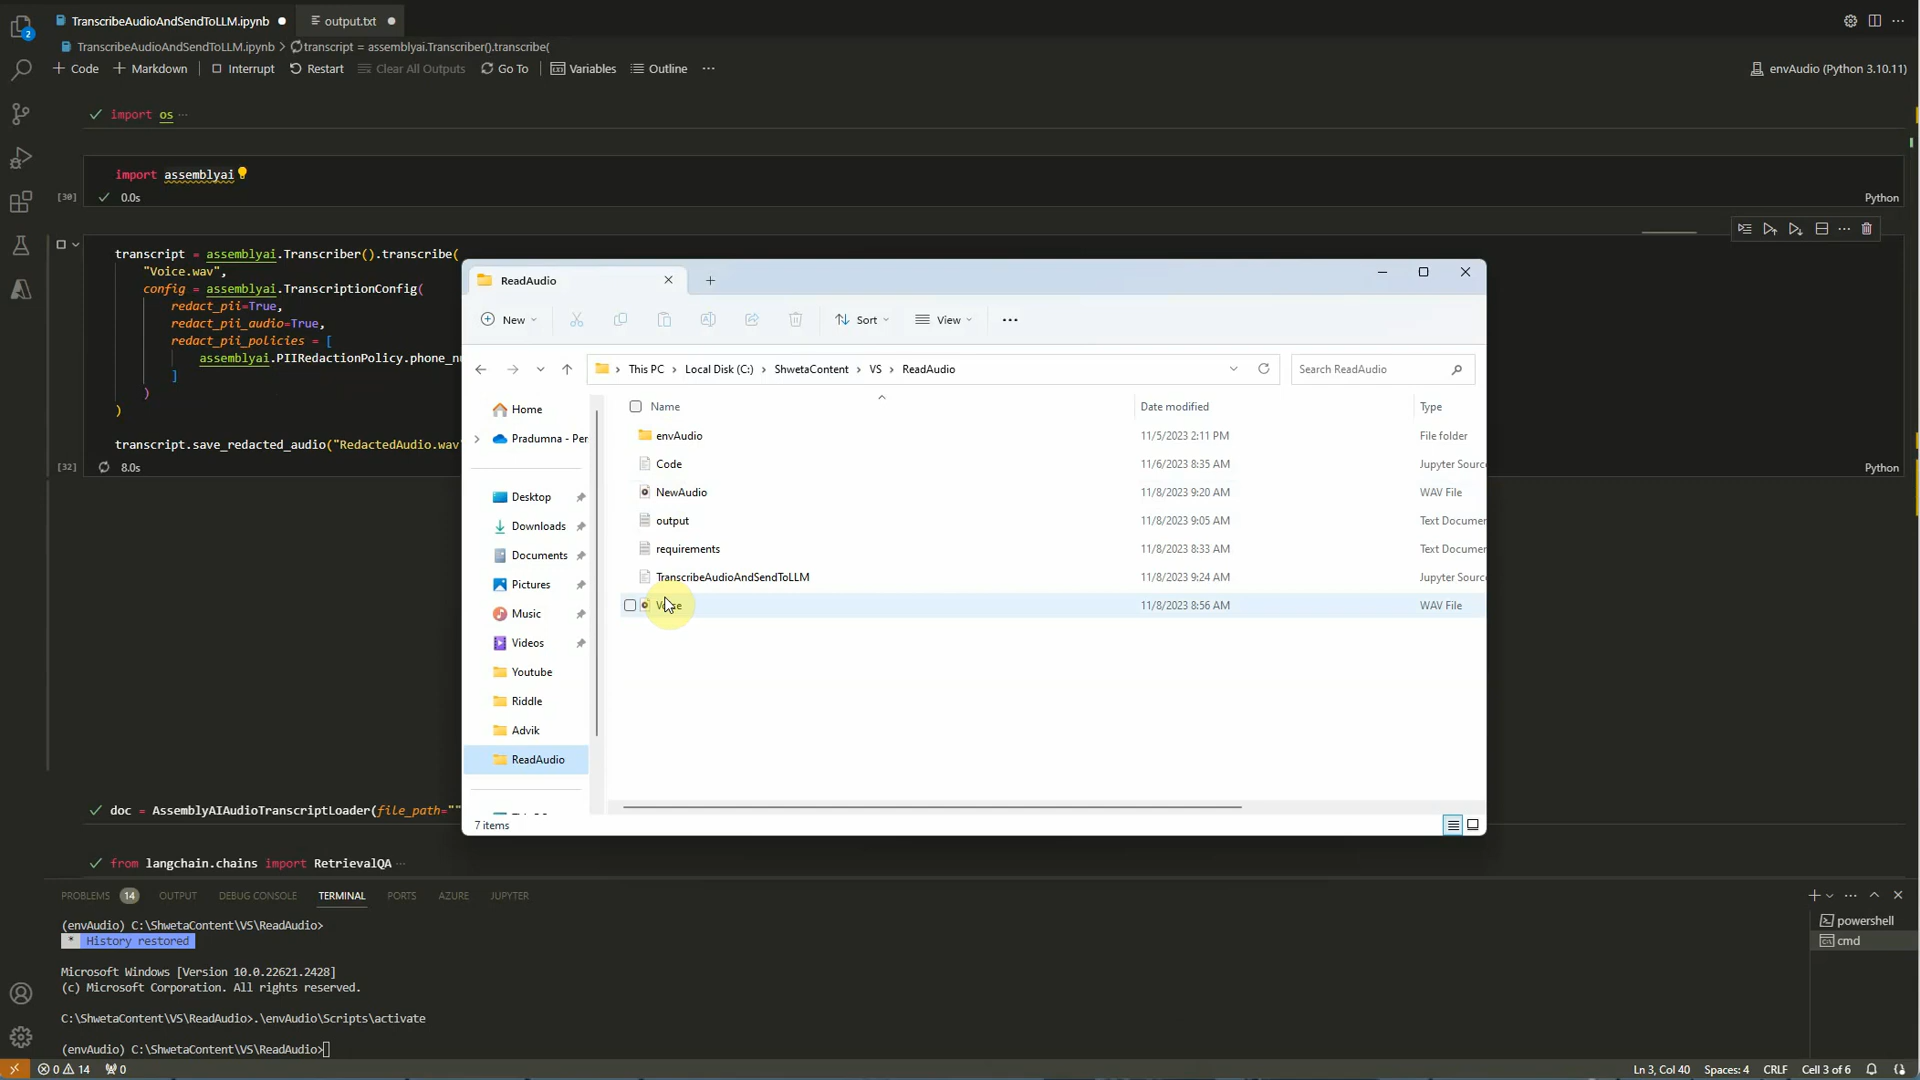 TranscribeAudioAndSendToLLM.ipynb
output.txt
TranscribeAudioAndSendToLLM.ipynb > transcript = assemblyai.Transcriber().transcribe(
+ Code + Markdown Interrupt Restart Clear All Outputs Go To Variables Outline ···
envAudio (Python 3.10.11)
import os ···
import assemblyai
[30] 0.0s
Python
transcript = assemblyai.Transcriber().transcribe(
"Voice.wav",
config = assemblyai.TranscriptionConfig(
redact_pii=True,
redact_pii_audio=True,
redact_pii_policies = [
assemblyai.PIIRedactionPolicy.phone_nu
]
)
)
transcript.save_redacted_audio("RedactedAudio.wav
[32] 8.0s
Python
ReadAudio
New Sort View ···
This PC > Local Disk (C:) > ShwetaContent > VS > ReadAudio
Search ReadAudio
Home
Pradumna - Per
Desktop
Downloads
Documents
Pictures
Music
Videos
Youtube
Riddle
Advik
ReadAudio
Name Date modified Type
envAudio 11/5/2023 2:11 PM File folder
Code 11/6/2023 8:35 AM Jupyter Sourc
NewAudio 11/8/2023 9:20 AM WAV File
output 11/8/2023 9:05 AM Text Documen
requirements 11/8/2023 8:33 AM Text Documen
TranscribeAudioAndSendToLLM 11/8/2023 9:24 AM Jupyter Sourc
Voice 11/8/2023 8:56 AM WAV File
7 items
doc = AssemblyAIAudioTranscriptLoader(file_path=""
from langchain.chains import RetrievalQA ···
PROBLEMS 14 OUTPUT DEBUG CONSOLE TERMINAL PORTS AZURE JUPYTER
(envAudio) C:\ShwetaContent\VS\ReadAudio>
* History restored
Microsoft Windows [Version 10.0.22621.2428]
(c) Microsoft Corporation. All rights reserved.
C:\ShwetaContent\VS\ReadAudio>.\envAudio\Scripts\activate
(envAudio) C:\ShwetaContent\VS\ReadAudio>
powershell
cmd
0 14 0
Ln 3, Col 40 Spaces: 4 CRLF Cell 3 of 6